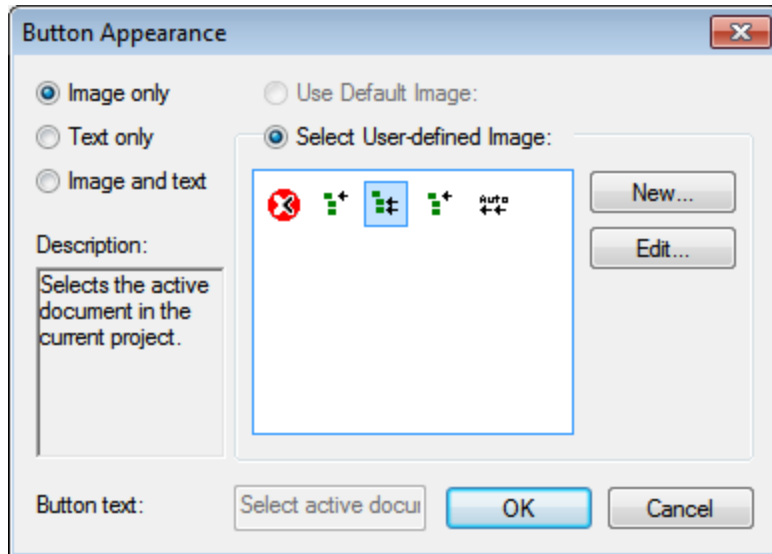 Button Appearance
Image only
Use Default Image:
Text only
Select User-defined Image:
Image and text
Auto
New...
Description:
Edit...
Selects the active
document in the
current project.
Button text:
Select active docu
OK
Cancel